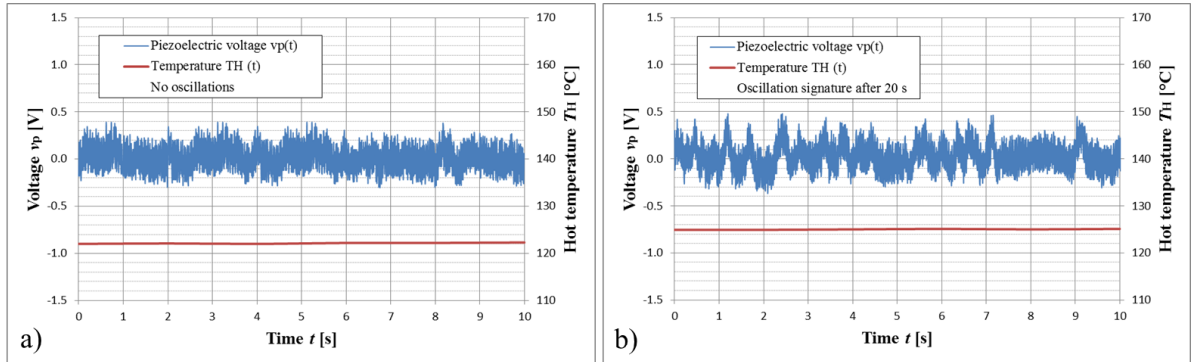 1.5
1.0
0.5
0.0
-0.5
-1.0
-1.5
Voltage vp [V]
170
160
150
140
130
120
110
Hot temperature TH [°C]
Piezoelectric voltage vp(t)
Temperature TH (t)
No oscillations
0 1 2 3 4 5 6 7 8 9 10
Time t [s]
a)
1.5
1.0
0.5
0.0
-0.5
-1.0
-1.5
Voltage vp [V]
170
160
150
140
130
120
110
Hot temperature TH [°C]
Piezoelectric voltage vp(t)
Temperature TH (t)
Oscillation signature after 20 s
0 1 2 3 4 5 6 7 8 9 10
Time t [s]
b)